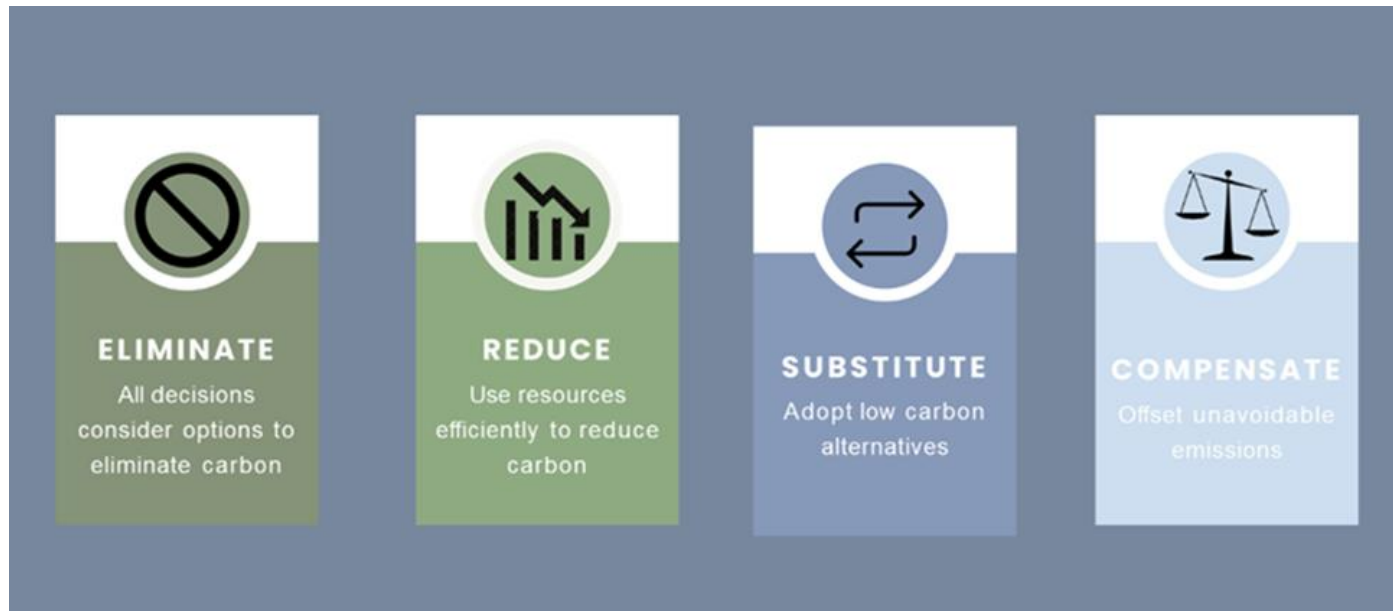 ELIMINATE
All decisions
consider options to
eliminate carbon
REDUCE
Use resources
efficiently to reduce
carbon
SUBSTITUTE
Adopt low carbon
alternatives
COMPENSATE
Offset unavoidable
emissions